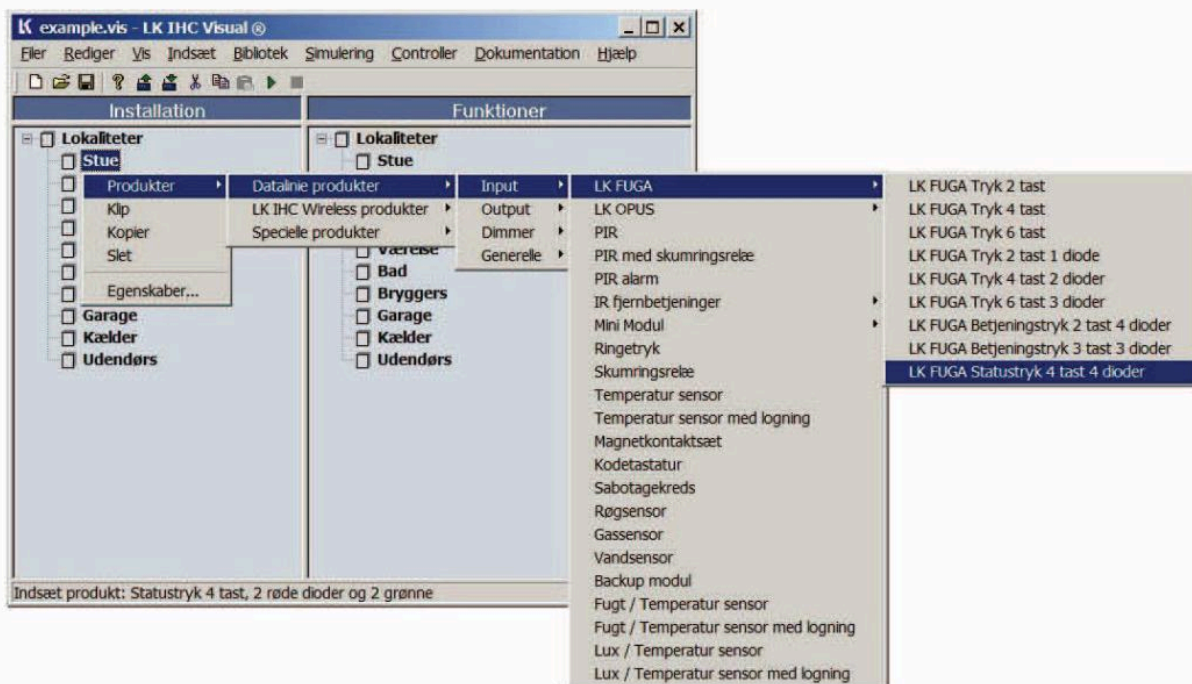 LK example.vis - LK IHC Visual ®
Filer Rediger Vis Indsæt Bibliotek Simulering Controller Dokumentation Hjælp
Installation
Funktioner
Lokaliteter
Stue
Garage
Kælder
Udendørs
Lokaliteter
Stue
Værelse
Bad
Bryggers
Garage
Kælder
Udendørs
Produkter
Klip
Kopier
Slet
Egenskaber...
Datalinie produkter
LK IHC Wireless produkter
Specielle produkter
Input
Output
Dimmer
Generelle
LK FUGA
LK OPUS
PIR
PIR med skumringsrelæ
PIR alarm
IR fjernbetjeninger
Mini Modul
Ringetryk
Skumringsrelæ
Temperatur sensor
Temperatur sensor med logning
Magnetkontaktsæt
Kodetastatur
Sabotagekreds
Røgsensor
Gassensor
Vandsensor
Backup modul
Fugt / Temperatur sensor
Fugt / Temperatur sensor med logning
Lux / Temperatur sensor
Lux / Temperatur sensor med logning
LK FUGA Tryk 2 tast
LK FUGA Tryk 4 tast
LK FUGA Tryk 6 tast
LK FUGA Tryk 2 tast 1 diode
LK FUGA Tryk 4 tast 2 dioder
LK FUGA Tryk 6 tast 3 dioder
LK FUGA Betjeningstryk 2 tast 4 dioder
LK FUGA Betjeningstryk 3 tast 3 dioder
LK FUGA Statustryk 4 tast 4 dioder
Indsæt produkt: Statustryk 4 tast, 2 røde dioder og 2 grønne